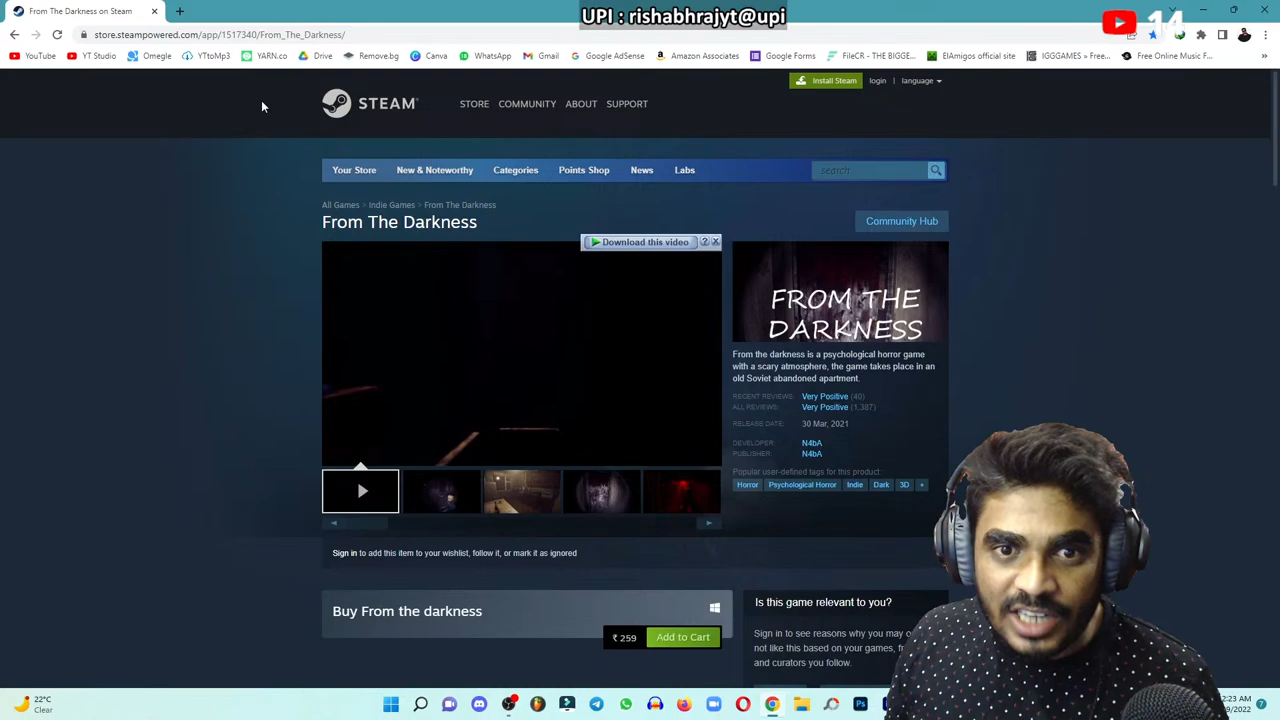 From The Darkness on Steam
UPI : rishabhrajyt@upi
14
store.steampowered.com/app/1517340/From_The_Darkness/
YouTube YT Studio Omegle YTtoMp3 YARN.co Drive Remove.bg Canva WhatsApp Gmail Google AdSense Amazon Associates Google Forms FileCR – THE BIGGE... ElAmigos official site IGGGAMES » Free... Free Online Music F...
Install Steam login | language
STEAM
STORE COMMUNITY ABOUT SUPPORT
Your Store New & Noteworthy Categories Points Shop News Labs search
All Games > Indie Games > From The Darkness
From The Darkness
Community Hub
Download this video ? X
FROM THE
DARKNESS
From the darkness is a psychological horror game
with a scary atmosphere, the game takes place in an
old Soviet abandoned apartment.
RECENT REVIEWS: Very Positive (40)
ALL REVIEWS: Very Positive (1,387)
RELEASE DATE: 30 Mar, 2021
DEVELOPER: N4bA
PUBLISHER: N4bA
Popular user-defined tags for this product:
Horror Psychological Horror Indie Dark 3D +
Sign in to add this item to your wishlist, follow it, or mark it as ignored
Buy From the darkness
₹ 259 Add to Cart
Is this game relevant to you?
Sign in to see reasons why you may o
not like this based on your games, fr
and curators you follow.
22°C
Clear
2:23 AM
9/2022